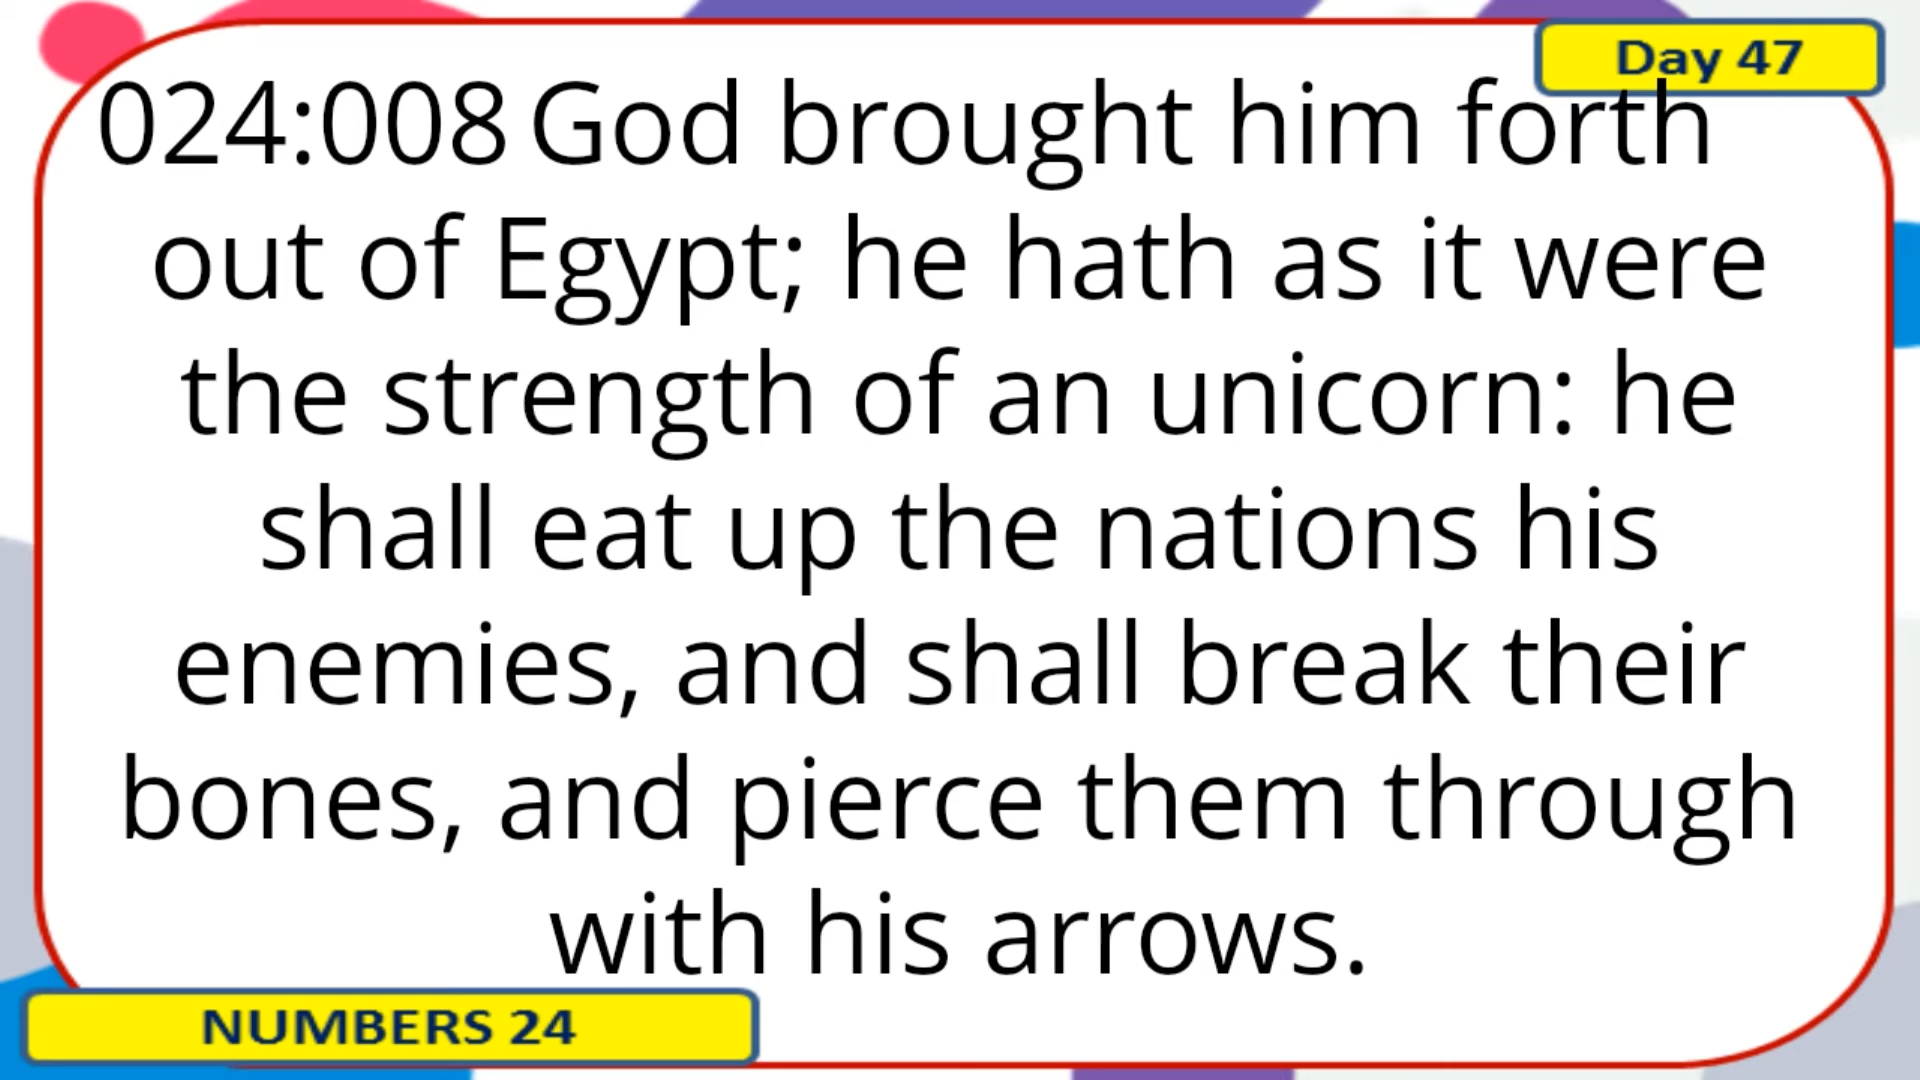 Day 47
024:008 God brought him forth
out of Egypt; he hath as it were
the strength of an unicorn: he
shall eat up the nations his
enemies, and shall break their
bones, and pierce them through
with his arrows.
NUMBERS 24